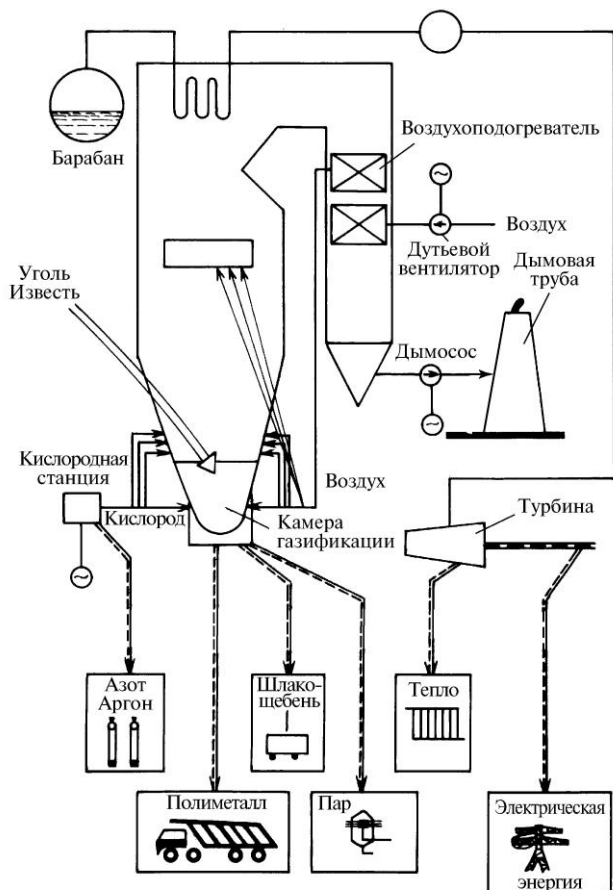 Барабан
Воздухоподогреватель
Воздух
Дутьевой
вентилятор
Дымовая
труба
Уголь
Известь
Дымосос
Кислородная
станция
Кислород
Воздух
Камера
газификации
Турбина
Азот
Аргон
Шлако-
щебень
Тепло
Полиметалл
Пар
Электрическая
энергия